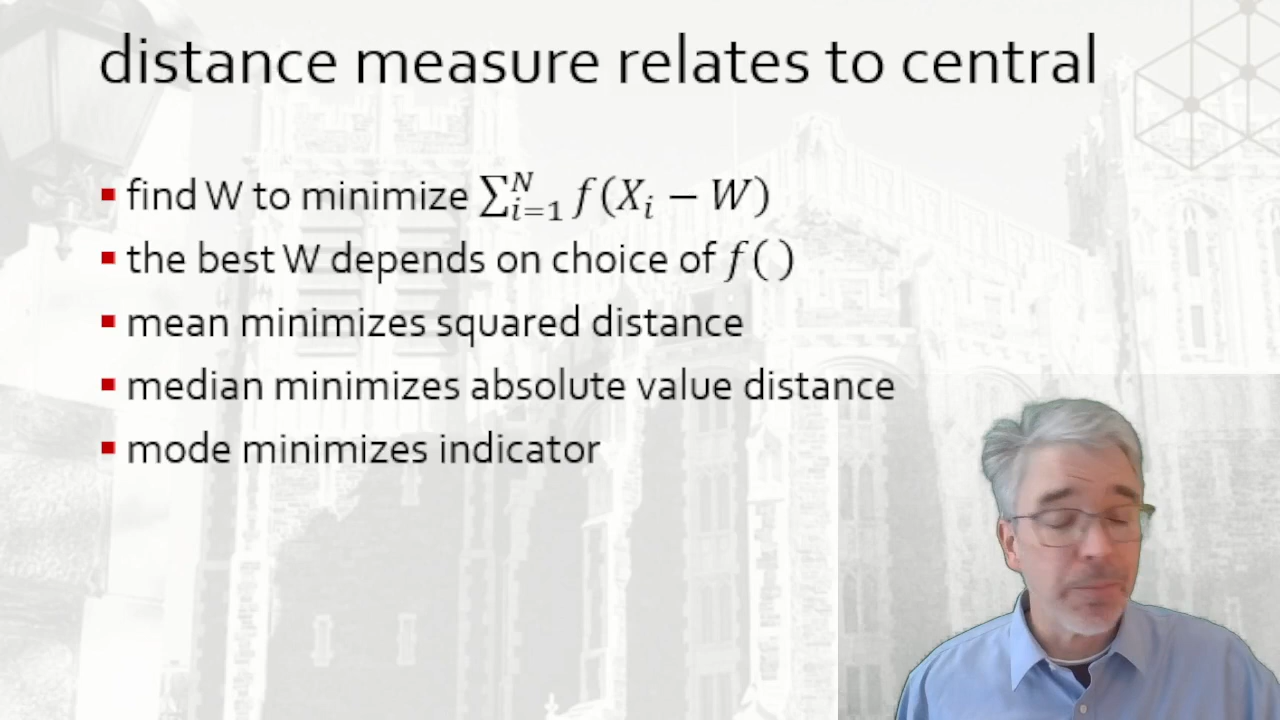 distance measure relates to central
find W to minimize ∑_{i=1}^{N} f(X_i − W)
the best W depends on choice of f( )
mean minimizes squared distance
median minimizes absolute value distance
mode minimizes indicator